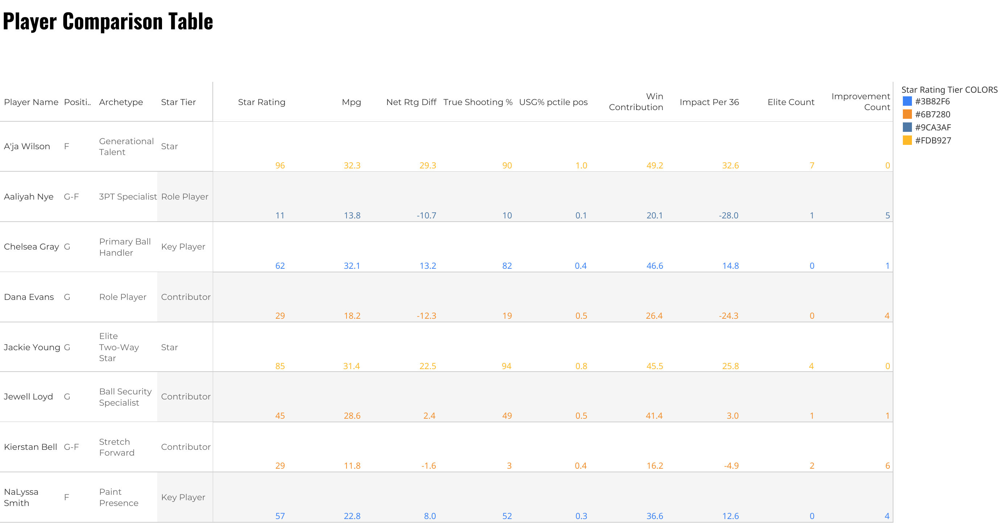 Player Comparison Table
Player Name Positi.. Archetype Star Tier Star Rating Mpg Net Rtg Diff True Shooting % USG% pctile pos Win Contribution Impact Per 36 Elite Count Improvement Count
A'ja Wilson F Generational Talent Star 96 32.3 29.3 90 1.0 49.2 32.6 7 0
Aaliyah Nye G-F 3PT Specialist Role Player 11 13.8 -10.7 10 0.1 20.1 -28.0 1 5
Chelsea Gray G Primary Ball Handler Key Player 62 32.1 13.2 82 0.4 46.6 14.8 0 1
Dana Evans G Role Player Contributor 29 18.2 -12.3 19 0.5 26.4 -24.3 0 4
Jackie Young G Elite Two-Way Star Star 85 31.4 22.5 94 0.8 45.5 25.8 4 0
Jewell Loyd G Ball Security Specialist Contributor 45 28.6 2.4 49 0.5 41.4 3.0 1 1
Kierstan Bell G-F Stretch Forward Contributor 29 11.8 -1.6 3 0.4 16.2 -4.9 2 6
NaLyssa Smith F Paint Presence Key Player 57 22.8 8.0 52 0.3 36.6 12.6 0 4
Star Rating Tier COLORS
#3B82F6
#6B7280
#9CA3AF
#FDB927